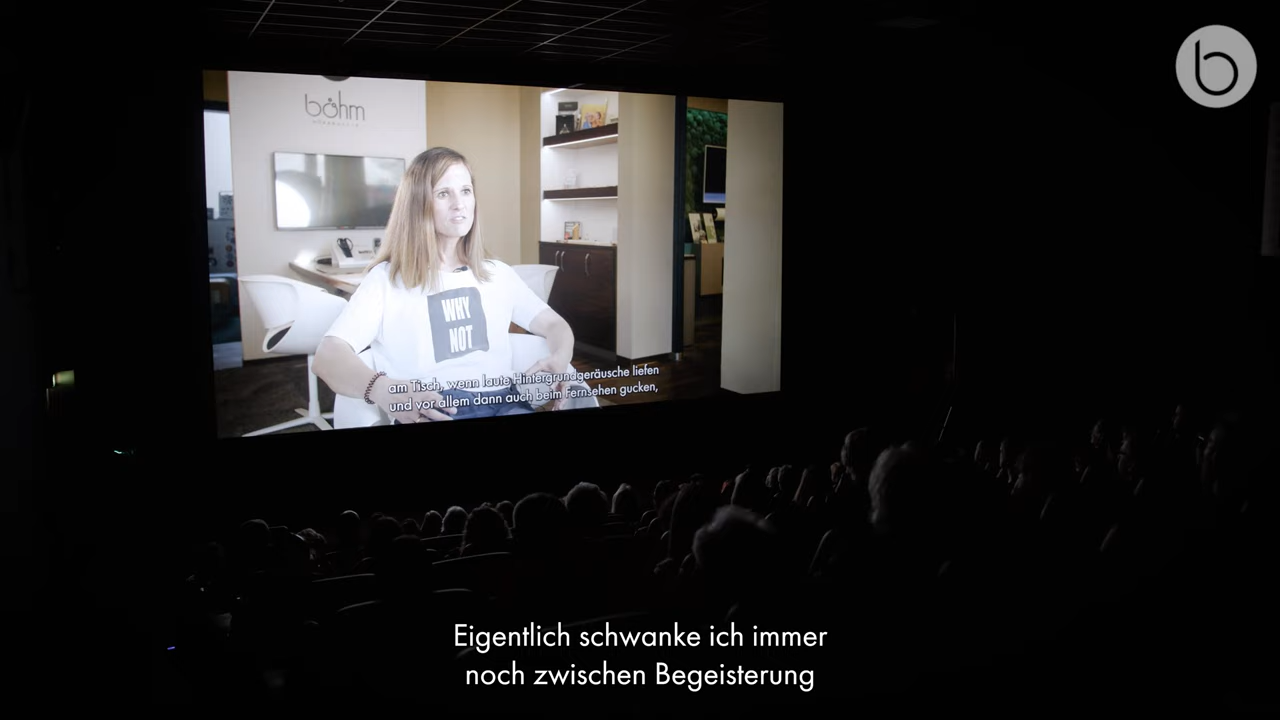 b
böhm
WHY
NOT
am Tisch, wenn laute Hintergrundgeräusche liefen
und vor allem dann auch beim Fernsehen gucken,
Eigentlich schwanke ich immer
noch zwischen Begeisterung